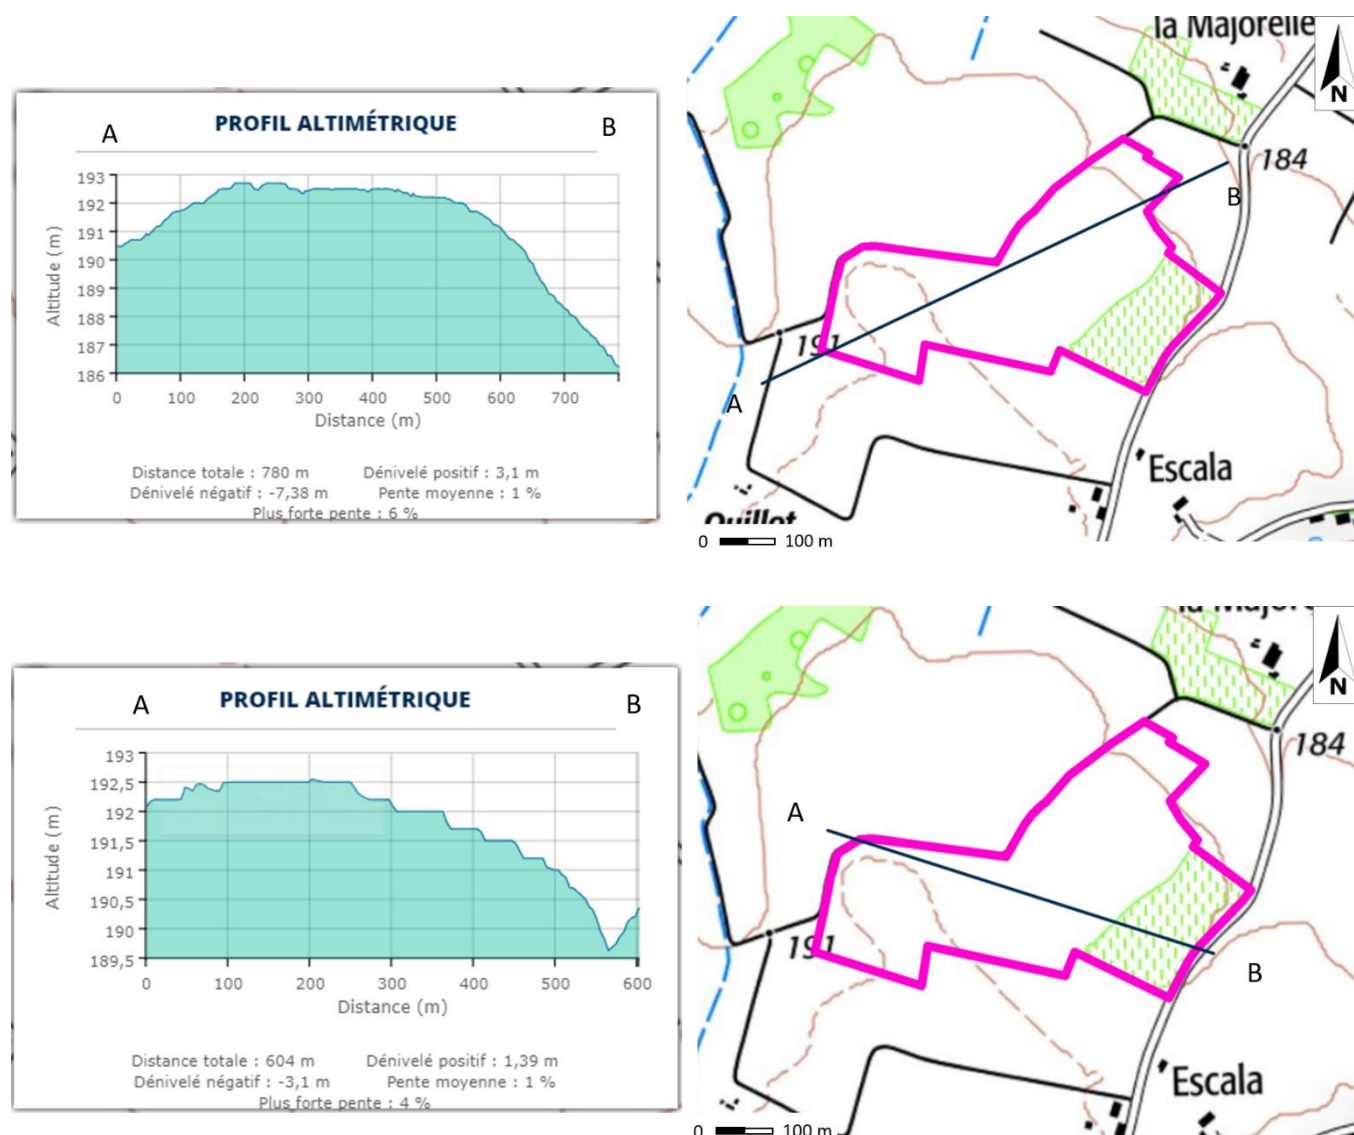 A
PROFIL ALTIMÉTRIQUE
B
193
192
191
190
189
188
187
186
Altitude (m)
0 100 200 300 400 500 600 700
Distance (m)
Distance totale : 780 m Dénivelé positif : 3,1 m
Dénivelé négatif : -7,38 m Pente moyenne : 1 %
Plus forte pente : 6 %
la Majorelle
N
184
B
191
A
Escala
Ouillot
0 100 m
A
PROFIL ALTIMÉTRIQUE
B
193
192,5
192
191,5
191
190,5
190
189,5
Altitude (m)
0 100 200 300 400 500 600
Distance (m)
Distance totale : 604 m Dénivelé positif : 1,39 m
Dénivelé négatif : -3,1 m Pente moyenne : 1 %
Plus forte pente : 4 %
N
184
A
191
B
Escala
0 100 m